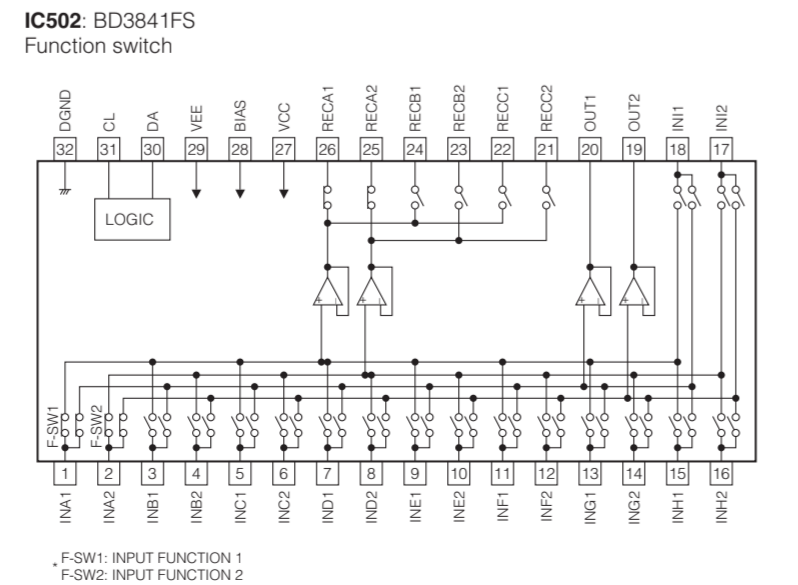 IC502: BD3841FS
Function switch
DGND CL DA VEE BIAS VCC RECA1 RECA2 RECB1 RECB2 RECC1 RECC2 OUT1 OUT2 INI1 INI2
32 31 30 29 28 27 26 25 24 23 22 21 20 19 18 17
LOGIC
+ - + - + - + -
F-SW1 F-SW2
1 2 3 4 5 6 7 8 9 10 11 12 13 14 15 16
INA1 INA2 INB1 INB2 INC1 INC2 IND1 IND2 INE1 INE2 INF1 INF2 ING1 ING2 INH1 INH2
* F-SW1: INPUT FUNCTION 1
F-SW2: INPUT FUNCTION 2